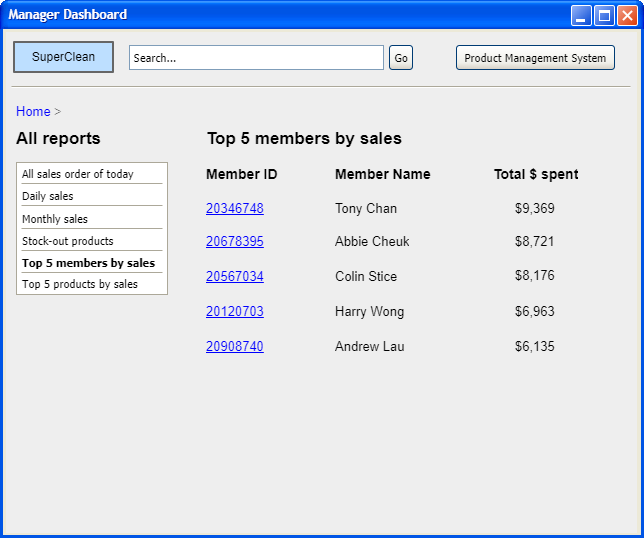 Manager Dashboard
SuperClean
Search...
Go
Product Management System
Home >
All reports
All sales order of today
Daily sales
Monthly sales
Stock-out products
Top 5 members by sales
Top 5 products by sales
Top 5 members by sales
Member ID Member Name Total $ spent
20346748 Tony Chan $9,369
20678395 Abbie Cheuk $8,721
20567034 Colin Stice $8,176
20120703 Harry Wong $6,963
20908740 Andrew Lau $6,135